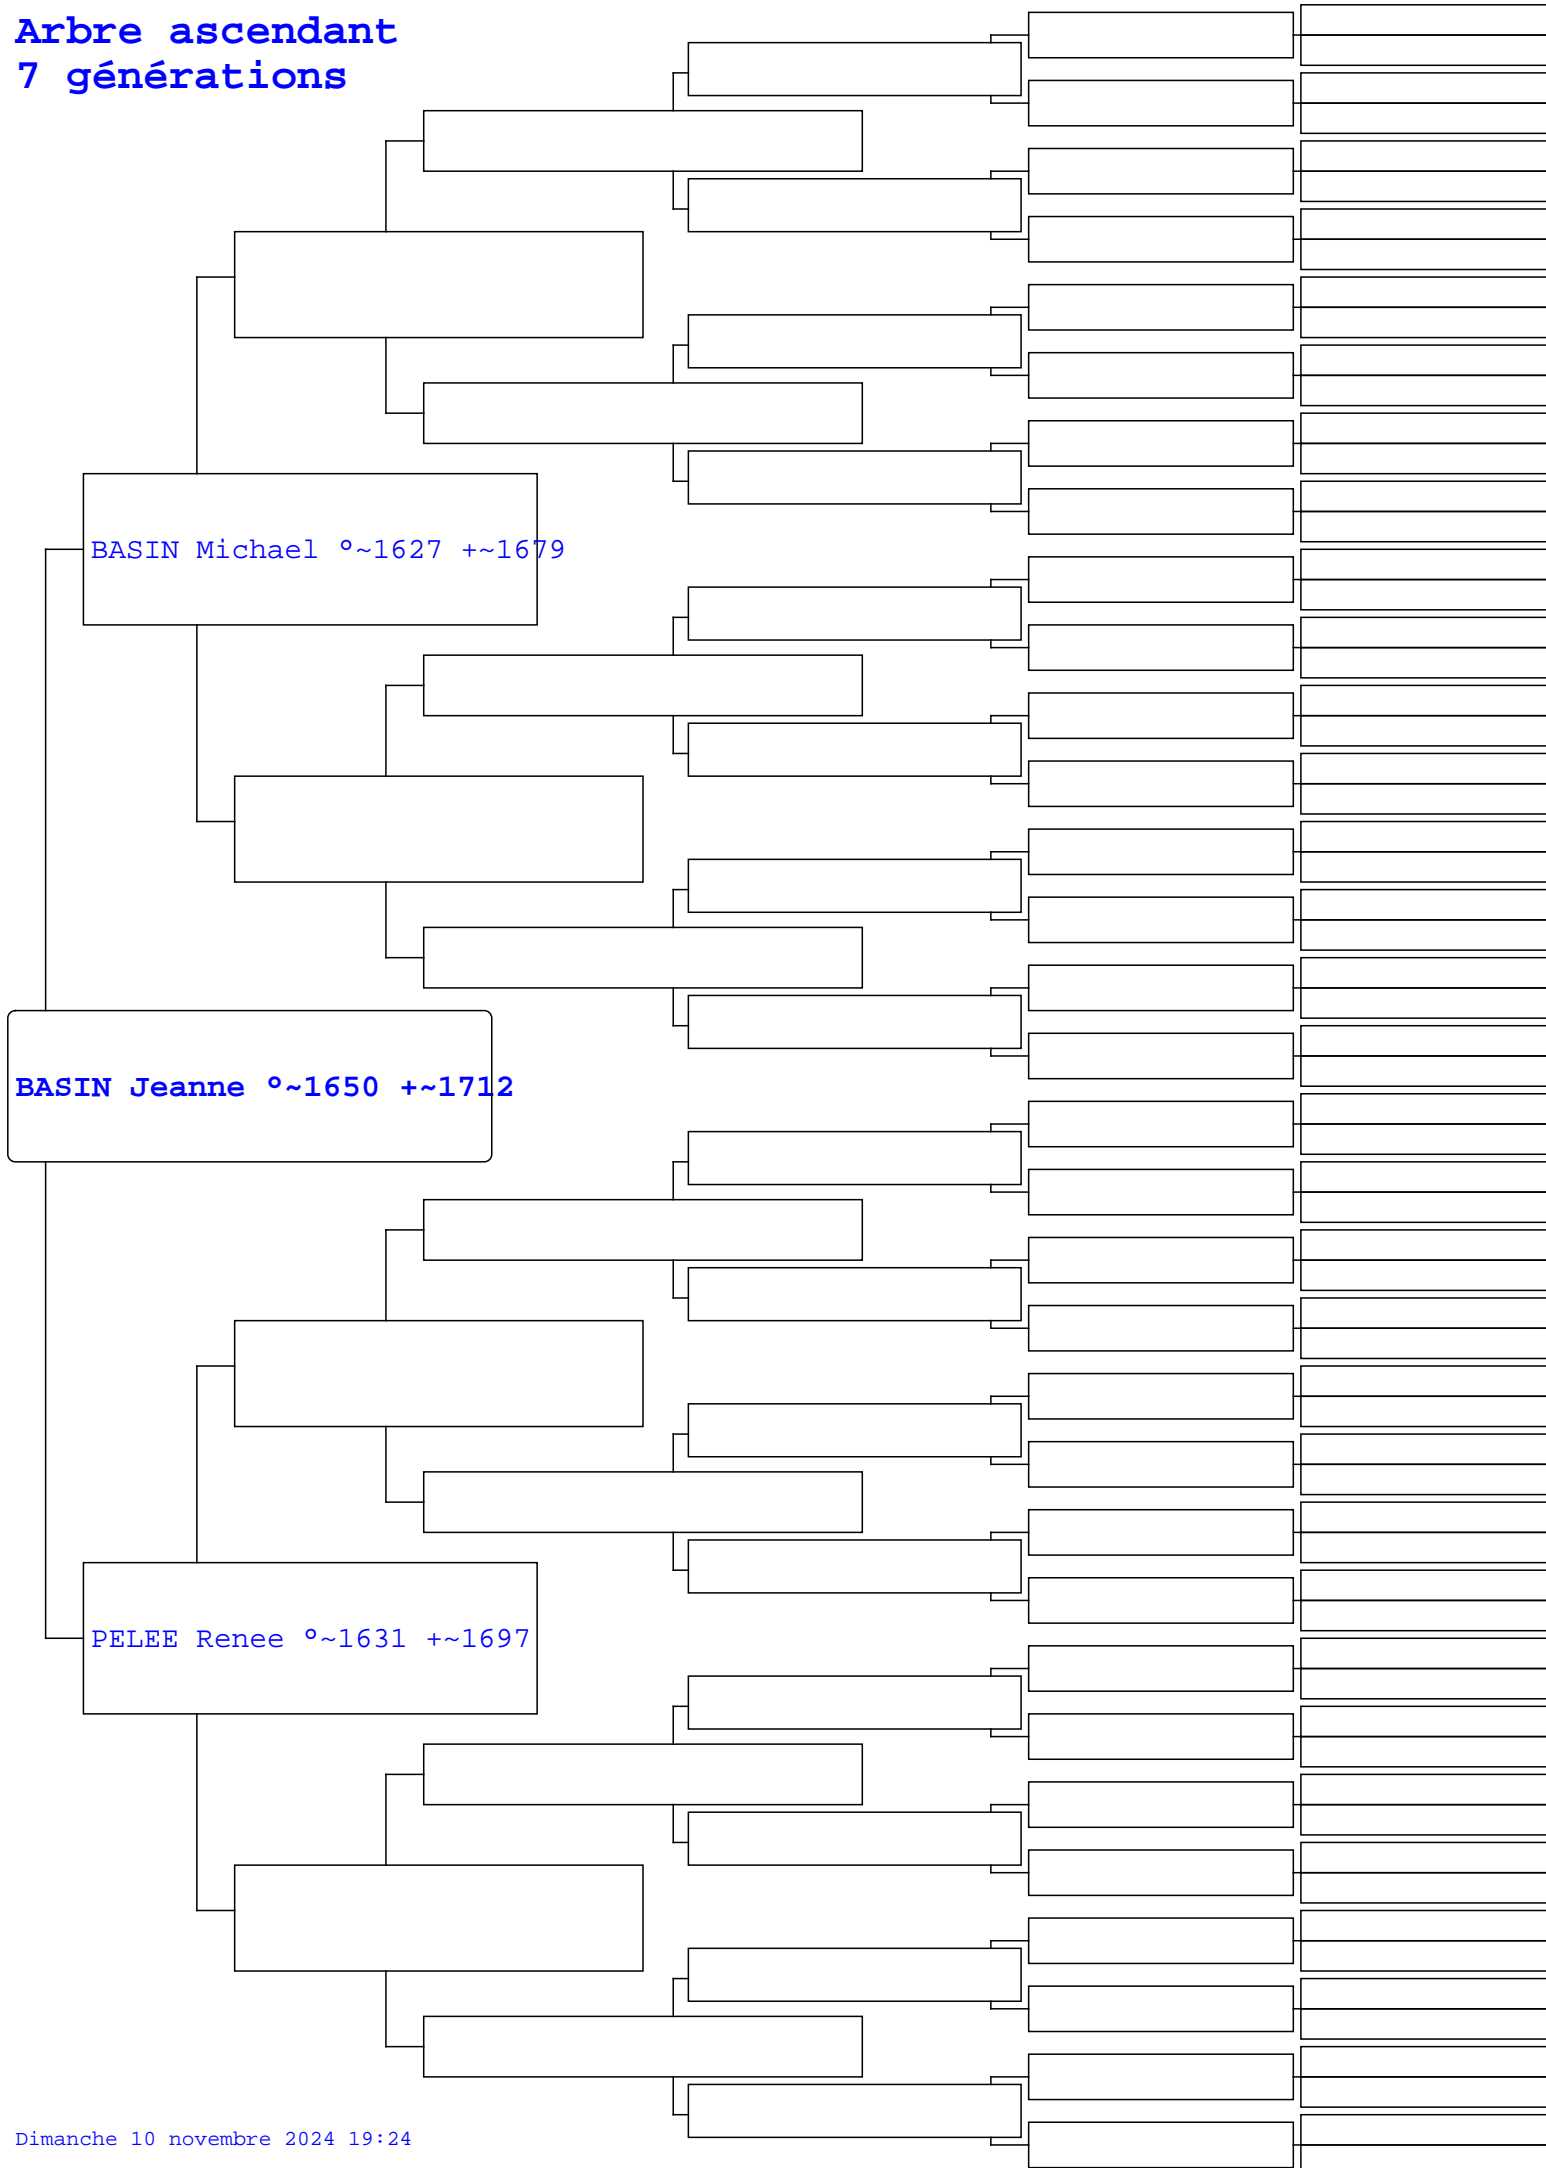 Arbre ascendant
7 générations
BASIN Michael °~1627 +~1679
BASIN Jeanne °~1650 +~1712
PELEE Renee °~1631 +~1697
Dimanche 10 novembre 2024 19:24